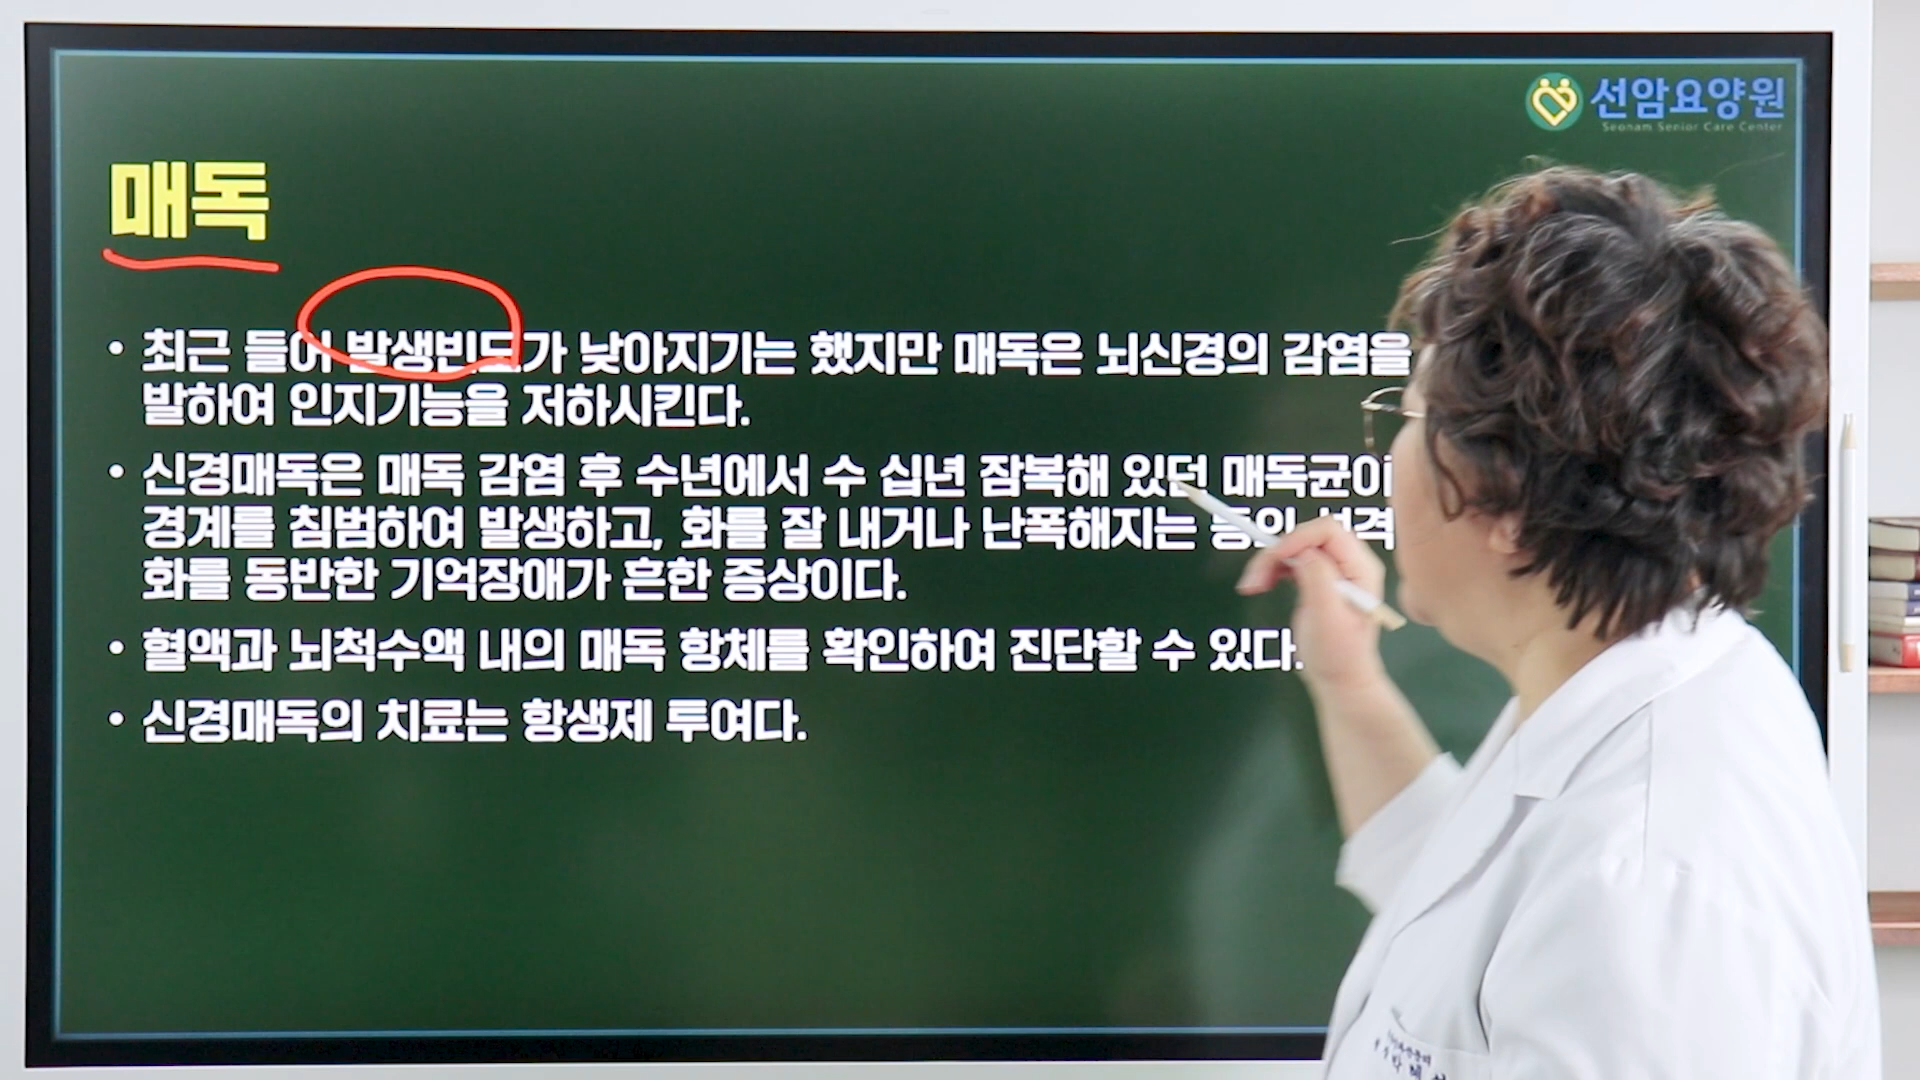 선암요양원
Seonam Senior Care Center
매독
• 최근 들어 발생빈도가 낮아지기는 했지만 매독은 뇌신경의 감염을
발하여 인지기능을 저하시킨다.
• 신경매독은 매독 감염 후 수년에서 수 십년 잠복해 있던 매독균이
경계를 침범하여 발생하고, 화를 잘 내거나 난폭해지는 등의 성격
화를 동반한 기억장애가 흔한 증상이다.
• 혈액과 뇌척수액 내의 매독 항체를 확인하여 진단할 수 있다.
• 신경매독의 치료는 항생제 투여다.